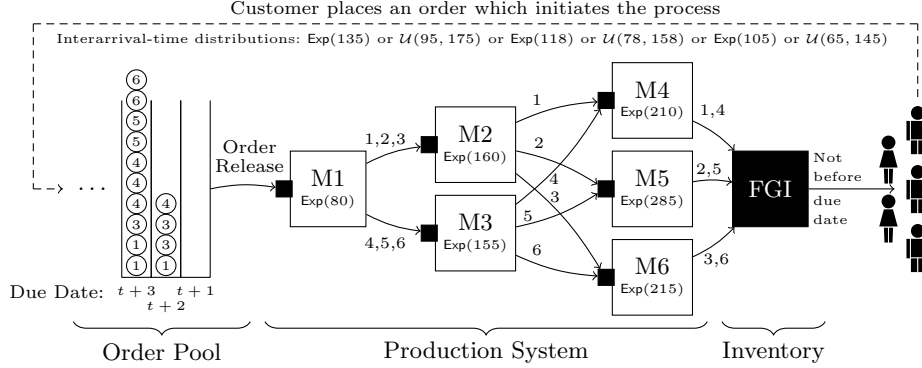 Customer places an order which initiates the process
Interarrival-time distributions: Exp(135) or U(95, 175) or Exp(118) or U(78, 158) or Exp(105) or U(65, 145)
6
6
5
5
4
4
4
3
1
1
4
3
3
1
· · ·
Due Date:
t + 3
t + 2
t + 1
Order
Release
M1
Exp(80)
1,2,3
4,5,6
M2
Exp(160)
M3
Exp(155)
1
2
3
4
5
6
M4
Exp(210)
M5
Exp(285)
M6
Exp(215)
1,4
2,5
3,6
FGI
Not
before
due
date
Order Pool
Production System
Inventory